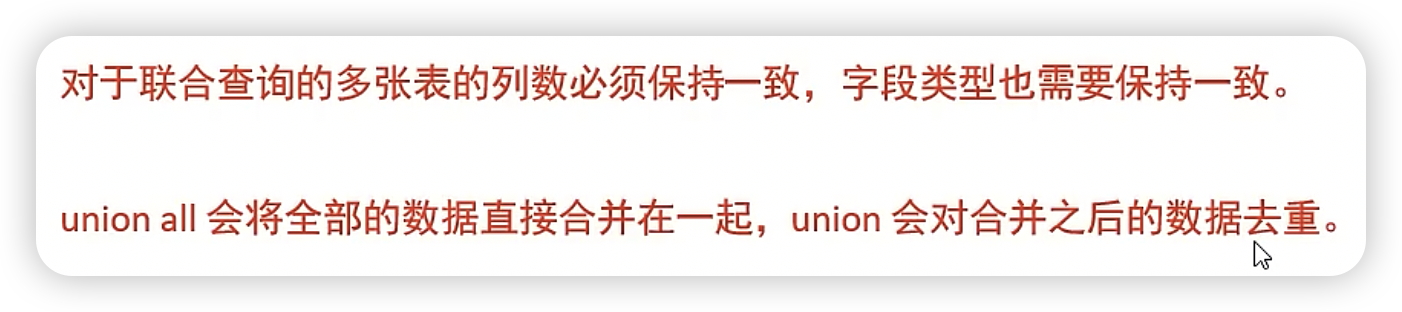 对于联合查询的多张表的列数必须保持一致，字段类型也需要保持一致。
union all 会将全部的数据直接合并在一起，union 会对合并之后的数据去重。